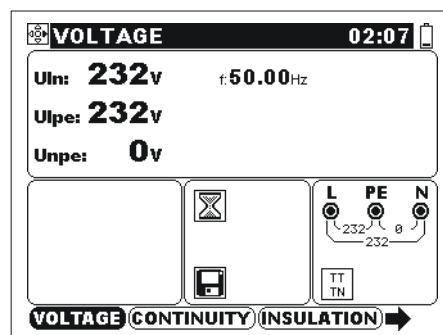 VOLTAGE 02:07
Uln: 232v f:50.00Hz
Ulpe: 232v
Unpe: 0v
L PE N
232 0
232
TT
TN
VOLTAGE CONTINUITY INSULATION